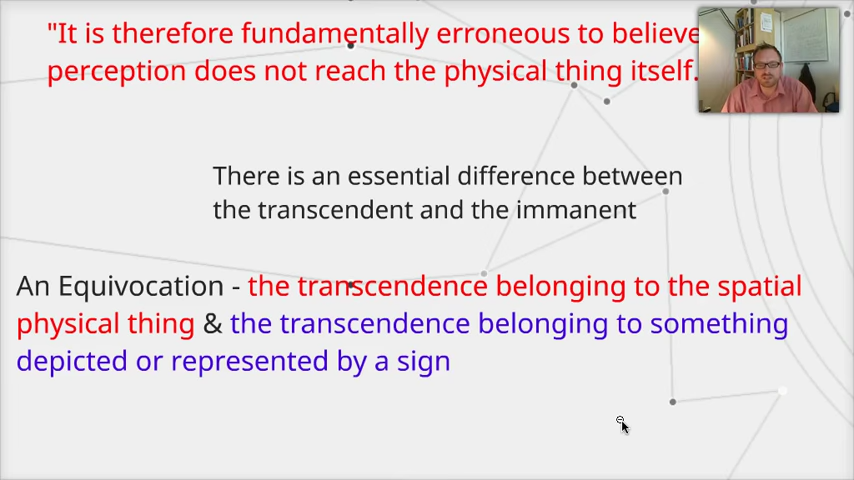 "It is therefore fundamentally erroneous to believe
perception does not reach the physical thing itself.
There is an essential difference between
the transcendent and the immanent
An Equivocation - the transcendence belonging to the spatial
physical thing & the transcendence belonging to something
depicted or represented by a sign